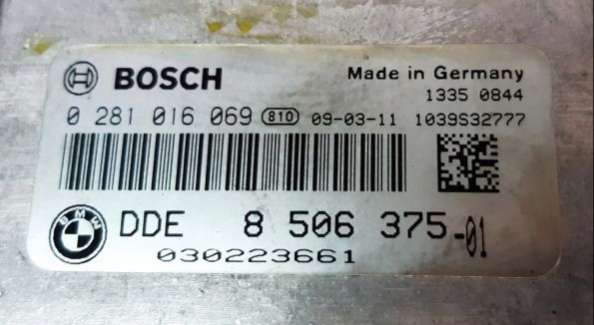 BOSCH
Made in Germany
1335 0844
0 281 016 069 810 09-03-11 1039S32777
BMW
DDE 8 506 375-01
030223661